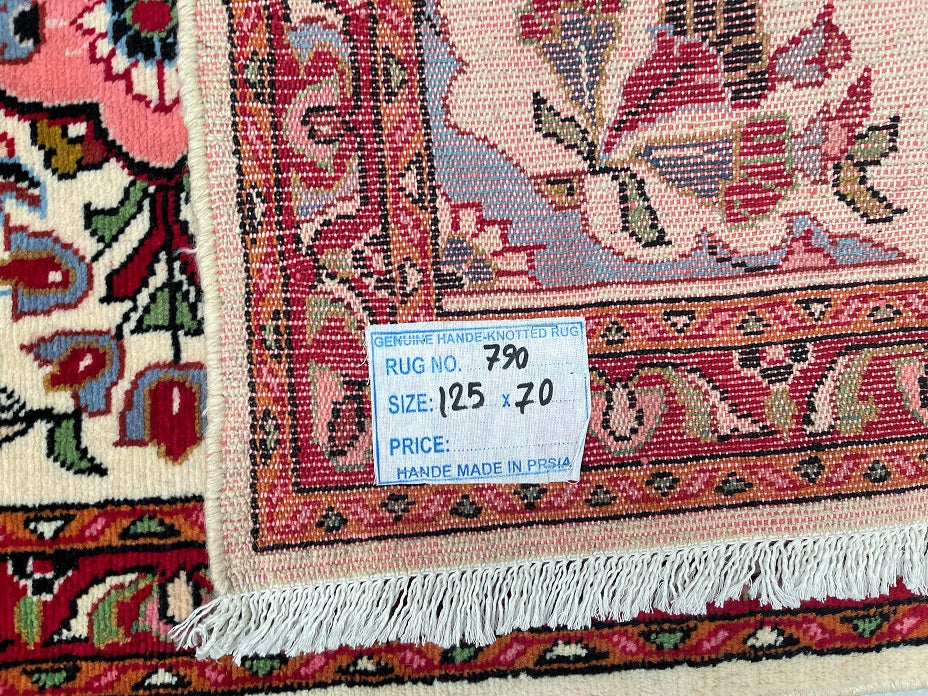 GENUINE HANDE-KNOTTED RUG
RUG NO. 790
SIZE: 125 x 70
PRICE:
HANDE MADE IN PRSIA